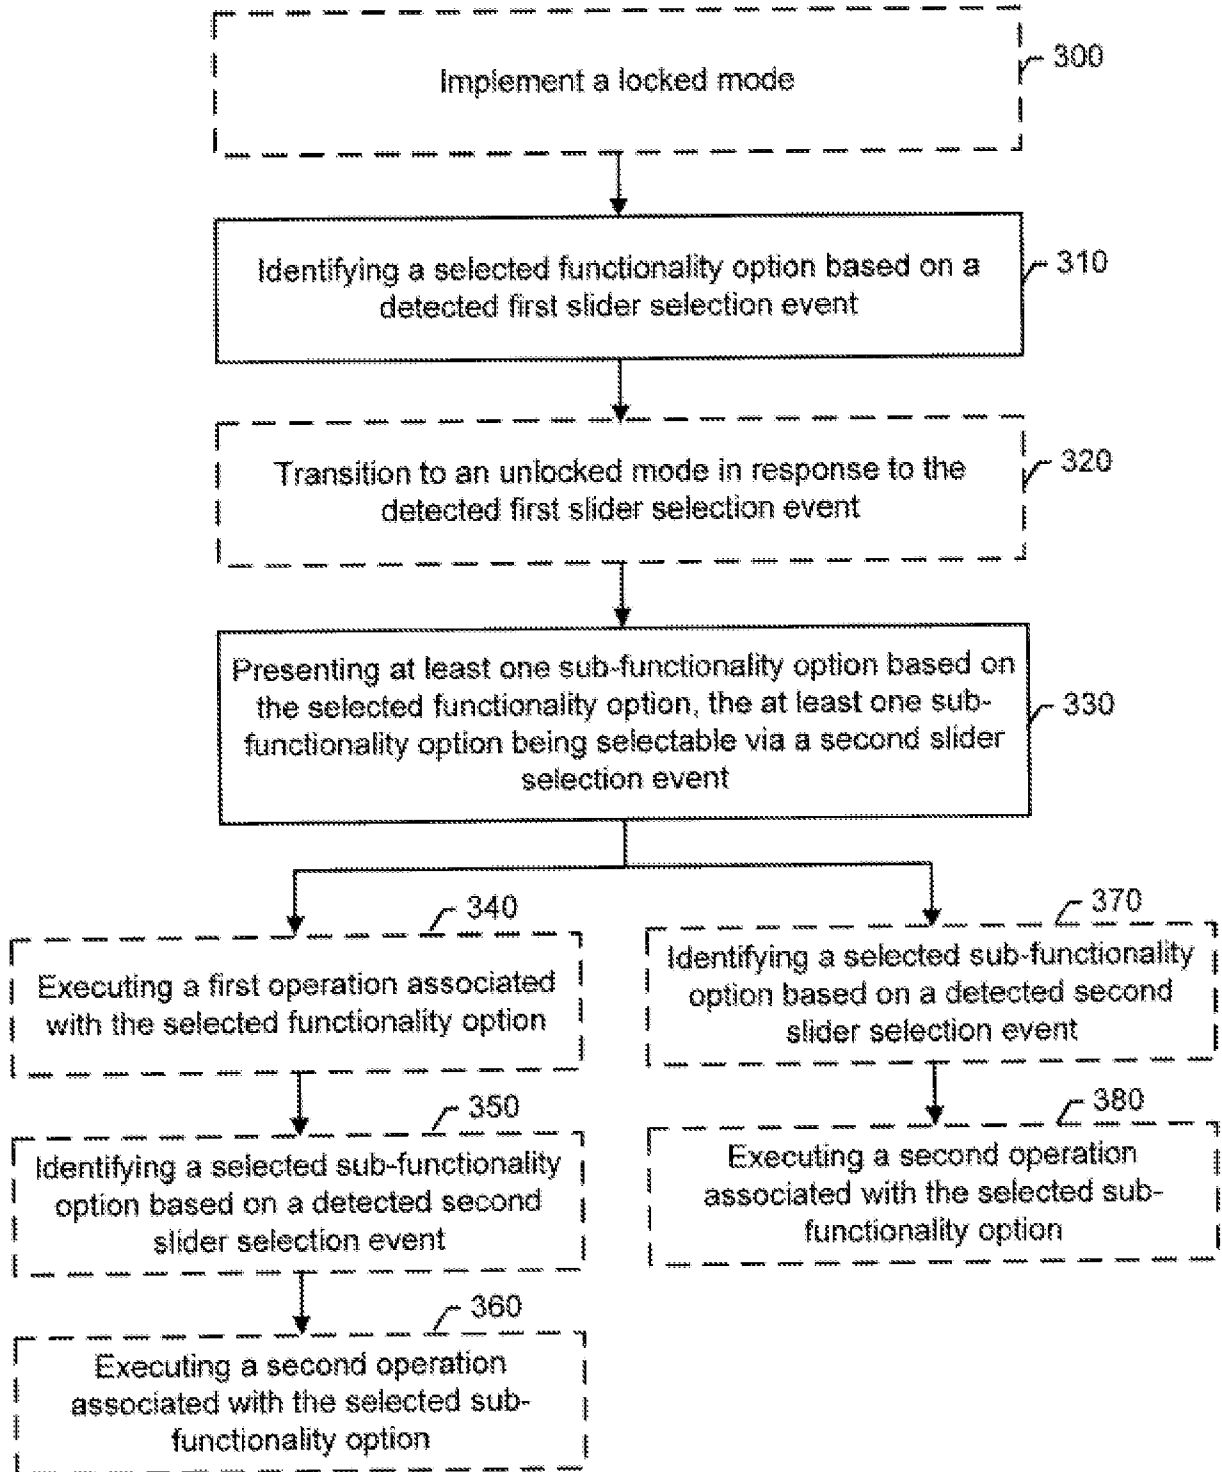 Implement a locked mode
300
Identifying a selected functionality option based on a
detected first slider selection event
310
Transition to an unlocked mode in response to the
detected first slider selection event
320
Presenting at least one sub-functionality option based on
the selected functionality option, the at least one sub-
functionality option being selectable via a second slider
selection event
330
340
Executing a first operation associated
with the selected functionality option
350
Identifying a selected sub-functionality
option based on a detected second
slider selection event
360
Executing a second operation
associated with the selected sub-
functionality option
370
Identifying a selected sub-functionality
option based on a detected second
slider selection event
380
Executing a second operation
associated with the selected sub-
functionality option